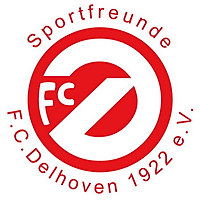 Sportfreunde
FC
F.C. Delhoven 1922 e.V.